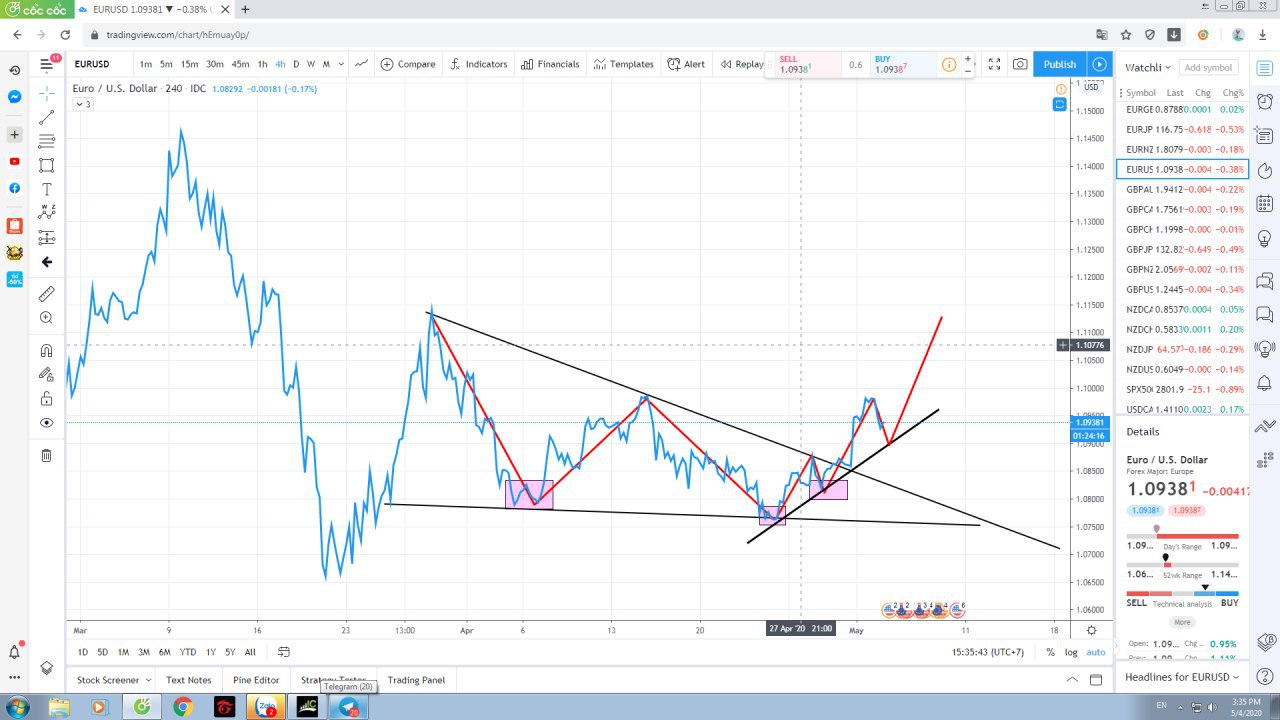 cốc cốc
EURUSD 1.09381 ▼ −0.38%
tradingview.com/chart/hEmuay0p/
11
EURUSD 1m 5m 15m 30m 45m 1h 4h D W M Compare Indicators Financials Templates Alert Replay
SELL 1.09381 0.6 BUY 1.09387
Publish
Watchli Add symbol
Euro / U.S. Dollar 240 IDC 1.08292 −0.00181 (−0.17%)
3
USD
Symbol Last Chg Chg%
EURGE 0.8788 0.0001 0.02%
EURJP 116.75 −0.618 −0.53%
EURNZ 1.8079 −0.003 −0.18%
EURUS 1.0938 −0.004 −0.38%
GBPAU 1.9412 −0.004 −0.22%
GBPCA 1.7561 −0.003 −0.19%
GBPCH 1.1998 −0.000 −0.01%
GBPJP 132.82 −0.649 −0.49%
GBPNZ 2.0569 −0.002 −0.11%
GBPUS 1.2445 −0.004 −0.34%
NZDCA 0.8537 0.0004 0.05%
NZDCH 0.5833 0.0011 0.20%
NZDJP 64.573 −0.186 −0.29%
NZDUS 0.6049 −0.000 −0.14%
SPX500 2801.9 −25.1 −0.89%
USDCA 1.4110 0.0023 0.17%
1.15000
1.14500
1.14000
1.13500
1.13000
1.12500
1.12000
1.11500
1.11000
1.10776
1.10500
1.10000
1.09381
01:24:16
1.09000
1.08500
1.08000
1.07500
1.07000
1.06500
1.06000
Details
Euro / U.S. Dollar
Forex Major: Europe
1.09381 −0.00417
1.09381 1.09387
1.09... Day's Range 1.09...
1.06... 52wk Range 1.14...
SELL Technical analysis BUY
More
Open: 1.09... Chg ... 0.95%
Mar 9 16 23 13:00 Apr 6 13 20 27 Apr '20 21:00 May 11 18
1D 5D 1M 3M 6M YTD 1Y 5Y All
15:35:43 (UTC+7) % log auto
Stock Screener Text Notes Pine Editor Strategy Tester Trading Panel
Headlines for EURUSD
Telegram (20)
Zalo
EN
3:35 PM
5/4/2020